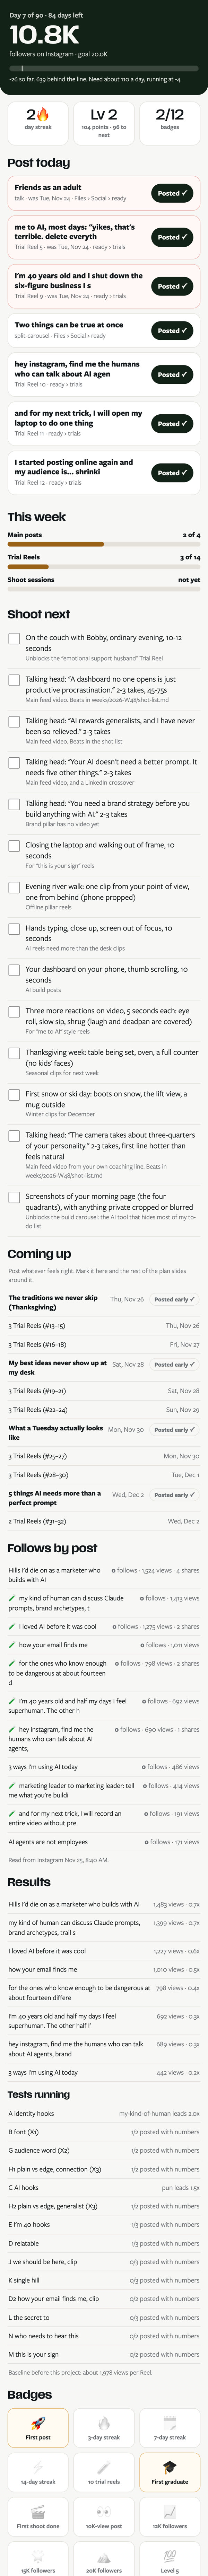 Day 7 of 90 · 84 days left
10.8K
followers on Instagram · goal 20.0K
-26 so far. 639 behind the line. Need about 110 a day, running at -4.
2🔥
day streak
Lv 2
104 points · 96 to
next
2/12
badges
Post today
Friends as an adult
talk · was Tue, Nov 24 · Files > Social > ready
Posted ✓
me to AI, most days: "yikes, that's
terrible. delete everyth
Trial Reel 5 · was Tue, Nov 24 · ready > trials
Posted ✓
I'm 40 years old and I shut down the
six-figure business I s
Trial Reel 9 · was Tue, Nov 24 · ready > trials
Posted ✓
Two things can be true at once
split-carousel · Files > Social > ready
Posted ✓
hey instagram, find me the humans
who can talk about AI agen
Trial Reel 10 · ready > trials
Posted ✓
and for my next trick, I will open my
laptop to do one thing
Trial Reel 11 · ready > trials
Posted ✓
I started posting online again and
my audience is... shrinki
Trial Reel 12 · ready > trials
Posted ✓
This week
Main posts 2 of 4
Trial Reels 3 of 14
Shoot sessions not yet
Shoot next
On the couch with Bobby, ordinary evening, 10-12
seconds
Unblocks the "emotional support husband" Trial Reel
Talking head: "A dashboard no one opens is just
productive procrastination." 2-3 takes, 45-75s
Main feed video. Beats in weeks/2026-W48/shot-list.md
Talking head: "AI rewards generalists, and I have never
been so relieved." 2-3 takes
Main feed video. Beats in the shot list
Talking head: "Your AI doesn't need a better prompt. It
needs five other things." 2-3 takes
Main feed video, and a LinkedIn crossover
Talking head: "You need a brand strategy before you
build anything with AI." 2-3 takes
Brand pillar has no video yet
Closing the laptop and walking out of frame, 10
seconds
For "this is your sign" reels
Evening river walk: one clip from your point of view,
one from behind (phone propped)
Offline pillar reels
Hands typing, close up, screen out of focus, 10
seconds
AI reels need more than the desk clips
Your dashboard on your phone, thumb scrolling, 10
seconds
AI build posts
Three more reactions on video, 5 seconds each: eye
roll, slow sip, shrug (laugh and deadpan are covered)
For "me to AI" style reels
Thanksgiving week: table being set, oven, a full counter
(no kids' faces)
Seasonal clips for next week
First snow or ski day: boots on snow, the lift view, a
mug outside
Winter clips for December
Talking head: "The camera takes about three-quarters
of your personality." 2-3 takes, first line hotter than
feels natural
Main feed video from your own coaching line. Beats in
weeks/2026-W48/shot-list.md
Screenshots of your morning page (the four
quadrants), with anything private cropped or blurred
Unblocks the build carousel: the AI tool that hides most of my to-
do list
Coming up
Post whatever feels right. Mark it here and the rest of the plan slides
around it.
The traditions we never skip
(Thanksgiving)
Thu, Nov 26
Posted early ✓
3 Trial Reels (#13–15) Thu, Nov 26
3 Trial Reels (#16–18) Fri, Nov 27
My best ideas never show up at
my desk
Sat, Nov 28
Posted early ✓
3 Trial Reels (#19–21) Sat, Nov 28
3 Trial Reels (#22–24) Sun, Nov 29
What a Tuesday actually looks
like
Mon, Nov 30
Posted early ✓
3 Trial Reels (#25–27) Mon, Nov 30
3 Trial Reels (#28–30) Tue, Dec 1
5 things AI needs more than a
perfect prompt
Wed, Dec 2
Posted early ✓
2 Trial Reels (#31–32) Wed, Dec 2
Follows by post
Hills I'd die on as a marketer who
builds with AI
0 follows · 1,524 views · 4 shares
🧪 my kind of human can discuss Claude
prompts, brand archetypes, t
0 follows · 1,413 views
🧪 I loved AI before it was cool 0 follows · 1,275 views · 2 shares
🧪 how your email finds me 0 follows · 1,011 views
🧪 for the ones who know enough
to be dangerous at about fourteen
d
0 follows · 798 views · 2 shares
🧪 I'm 40 years old and half my days I feel
superhuman. The other h
0 follows · 692 views
🧪 hey instagram, find me the
humans who can talk about AI
agents,
0 follows · 690 views · 1 shares
3 ways I'm using AI today 0 follows · 486 views
🧪 marketing leader to marketing leader: tell
me what you're buildi
0 follows · 414 views
🧪 and for my next trick, I will record an
entire video without pre
0 follows · 191 views
AI agents are not employees 0 follows · 171 views
Read from Instagram Nov 25, 8:40 AM.
Results
Hills I'd die on as a marketer who builds with AI 1,483 views · 0.7x
my kind of human can discuss Claude prompts,
brand archetypes, trail s
1,399 views · 0.7x
I loved AI before it was cool 1,227 views · 0.6x
how your email finds me 1,010 views · 0.5x
for the ones who know enough to be dangerous at
about fourteen differe
798 views · 0.4x
I'm 40 years old and half my days I feel
superhuman. The other half I'
692 views · 0.3x
hey instagram, find me the humans who can talk
about AI agents, brand
689 views · 0.3x
3 ways I'm using AI today 442 views · 0.2x
Tests running
A identity hooks my-kind-of-human leads 2.0x
B font (X1) 1/2 posted with numbers
G audience word (X2) 1/2 posted with numbers
H1 plain vs edge, connection (X3) 1/2 posted with numbers
C AI hooks pun leads 1.5x
H2 plain vs edge, generalist (X3) 1/2 posted with numbers
E I'm 40 hooks 1/3 posted with numbers
D relatable 1/3 posted with numbers
J we should be here, clip 0/3 posted with numbers
K single hill 0/2 posted with numbers
D2 how your email finds me, clip 0/2 posted with numbers
L the secret to 0/3 posted with numbers
N who needs to hear this 0/2 posted with numbers
M this is your sign 0/2 posted with numbers
Baseline before this project: about 1,978 views per Reel.
Badges
First post
3-day streak
7-day streak
14-day streak
10 trial reels
First graduate
First shoot done
10K-view post
12K followers
15K followers
20K followers
Level 5